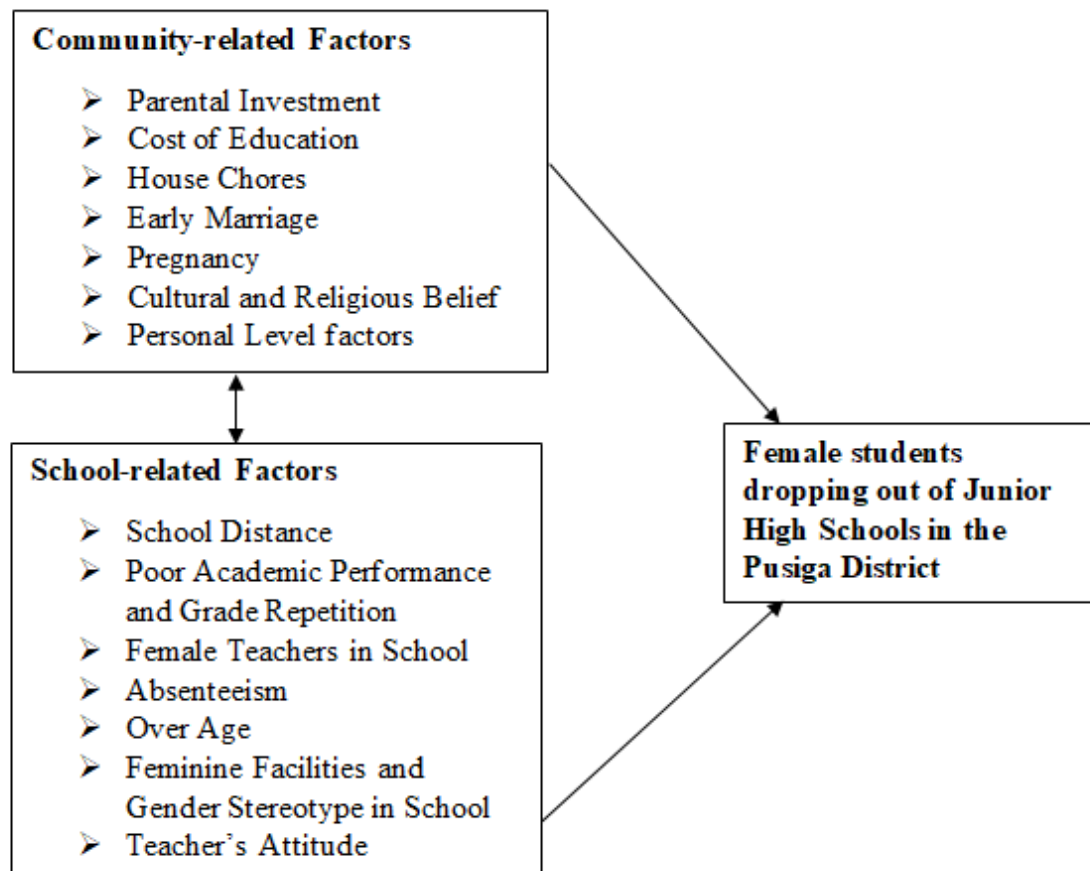 Community-related Factors
➢ Parental Investment
➢ Cost of Education
➢ House Chores
➢ Early Marriage
➢ Pregnancy
➢ Cultural and Religious Belief
➢ Personal Level factors
School-related Factors
➢ School Distance
➢ Poor Academic Performance
and Grade Repetition
➢ Female Teachers in School
➢ Absenteeism
➢ Over Age
➢ Feminine Facilities and
Gender Stereotype in School
➢ Teacher's Attitude
Female students
dropping out of Junior
High Schools in the
Pusiga District